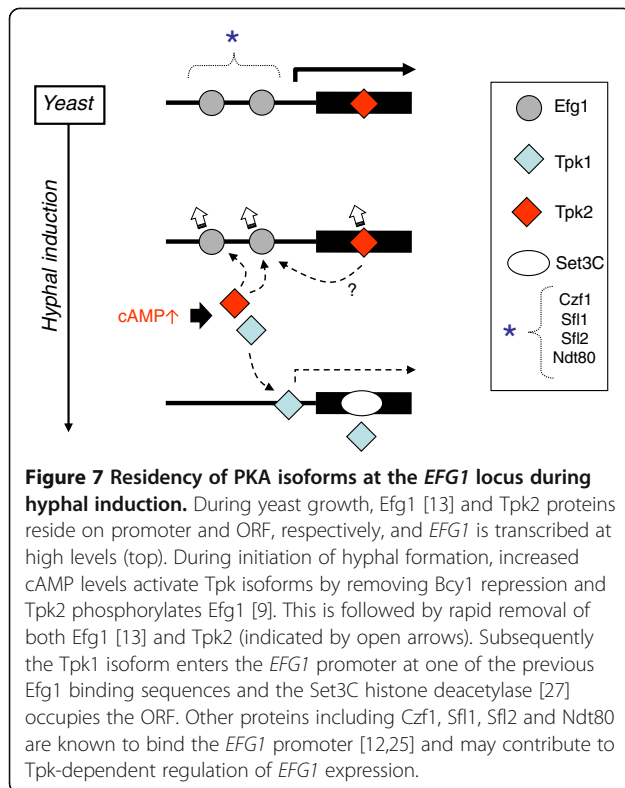 *
Yeast
Hyphal induction
?
cAMP↑
Efg1
Tpk1
Tpk2
Set3C
*
Czf1
Sfl1
Sfl2
Ndt80
Figure 7 Residency of PKA isoforms at the EFG1 locus during
hyphal induction. During yeast growth, Efg1 [13] and Tpk2 proteins
reside on promoter and ORF, respectively, and EFG1 is transcribed at
high levels (top). During initiation of hyphal formation, increased
cAMP levels activate Tpk isoforms by removing Bcy1 repression and
Tpk2 phosphorylates Efg1 [9]. This is followed by rapid removal of
both Efg1 [13] and Tpk2 (indicated by open arrows). Subsequently
the Tpk1 isoform enters the EFG1 promoter at one of the previous
Efg1 binding sequences and the Set3C histone deacetylase [27]
occupies the ORF. Other proteins including Czf1, Sfl1, Sfl2 and Ndt80
are known to bind the EFG1 promoter [12,25] and may contribute to
Tpk-dependent regulation of EFG1 expression.